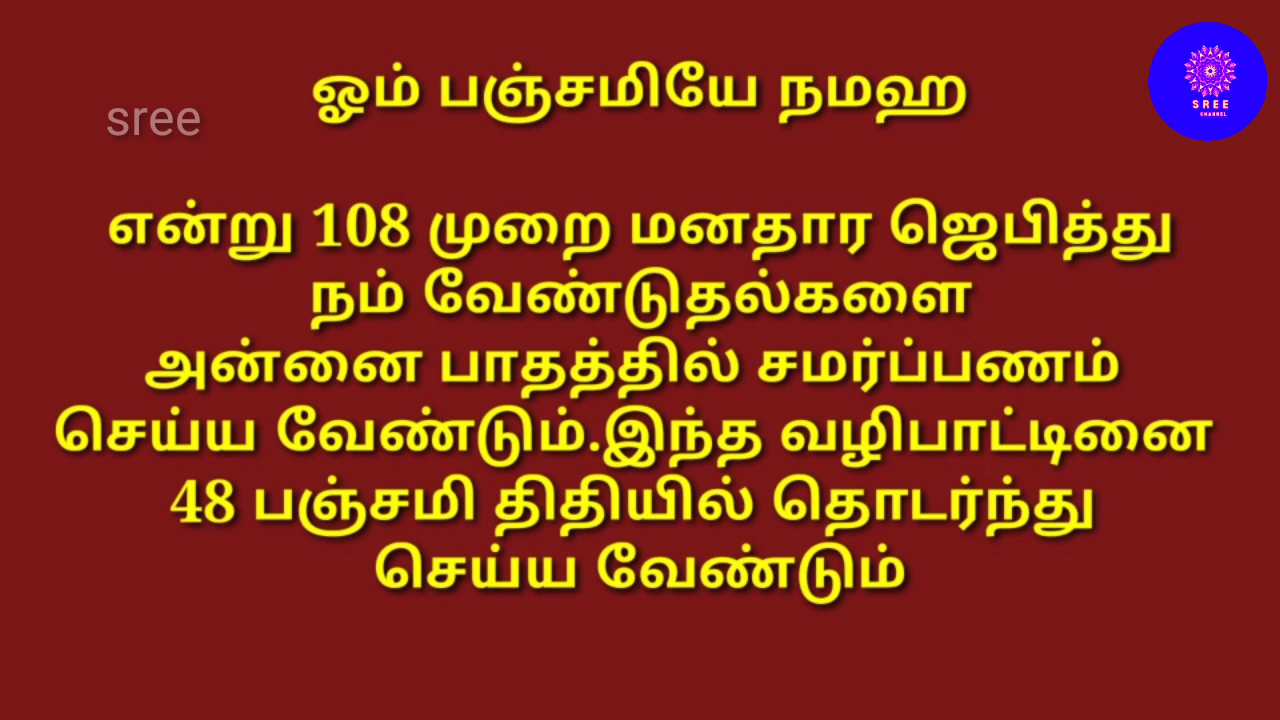 ஓம் பஞ்சமியே நமஹ
sree
SREE
CHANNEL
என்று 108 முறை மனதார ஜெபித்து
நம் வேண்டுதல்களை
அன்னை பாதத்தில் சமர்ப்பணம்
செய்ய வேண்டும்.இந்த வழிபாட்டினை
48 பஞ்சமி திதியில் தொடர்ந்து
செய்ய வேண்டும்